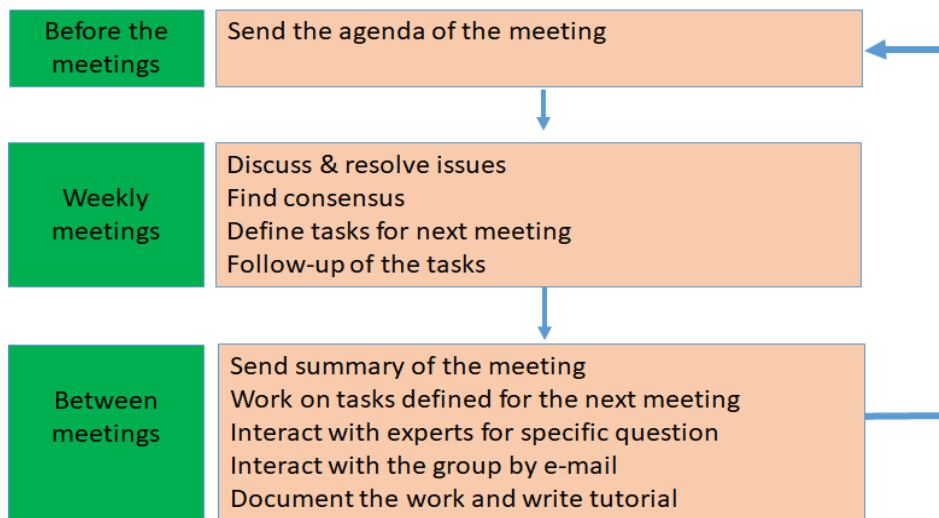 Before the
meetings
Send the agenda of the meeting
Weekly
meetings
Discuss & resolve issues
Find consensus
Define tasks for next meeting
Follow-up of the tasks
Between
meetings
Send summary of the meeting
Work on tasks defined for the next meeting
Interact with experts for specific question
Interact with the group by e-mail
Document the work and write tutorial